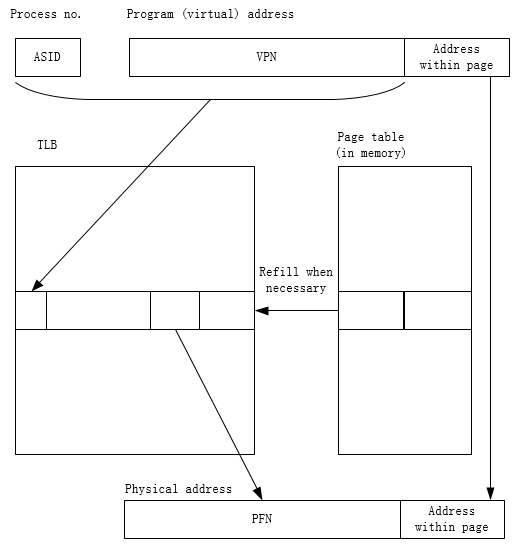 Process no.
Program (virtual) address
ASID
VPN
Address
within page
TLB
Page table
(in memory)
Refill when
necessary
Physical address
PFN
Address
within page